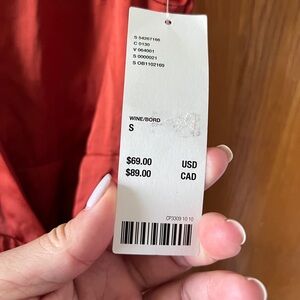 S 54267166
C 0130
V 064001
S 0000021
S OB1102169
WINE/BORD
S
$69.00 USD
$89.00 CAD
CP3009 10 10